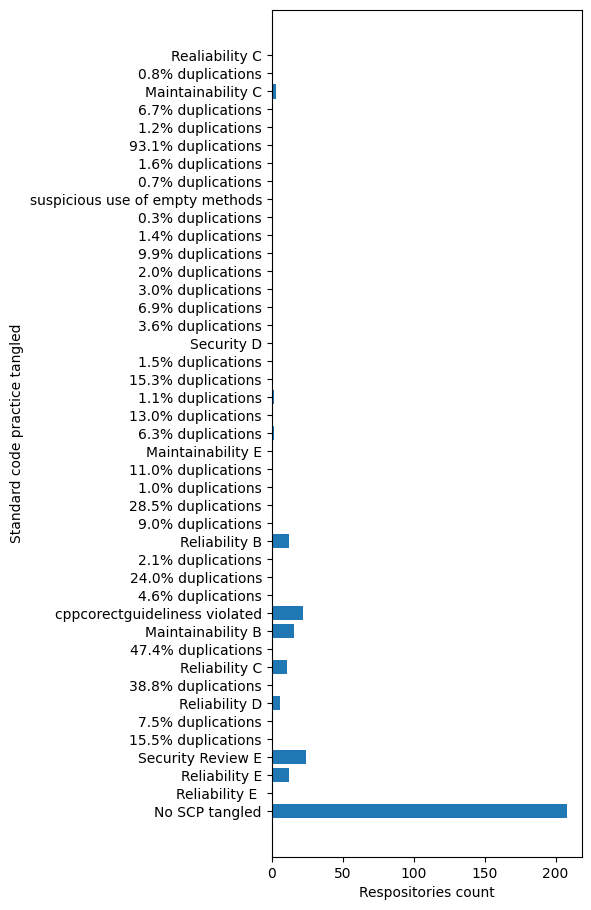 Realiability C
0.8% duplications
Maintainability C
6.7% duplications
1.2% duplications
93.1% duplications
1.6% duplications
0.7% duplications
suspicious use of empty methods
0.3% duplications
1.4% duplications
9.9% duplications
2.0% duplications
3.0% duplications
6.9% duplications
3.6% duplications
Security D
1.5% duplications
15.3% duplications
1.1% duplications
13.0% duplications
6.3% duplications
Maintainability E
11.0% duplications
1.0% duplications
28.5% duplications
9.0% duplications
Reliability B
2.1% duplications
24.0% duplications
4.6% duplications
cppcorectguideliness violated
Maintainability B
47.4% duplications
Reliability C
38.8% duplications
Reliability D
7.5% duplications
15.5% duplications
Security Review E
Reliability E
Reliability E
No SCP tangled
Standard code practice tangled
0 50 100 150 200
Respositories count